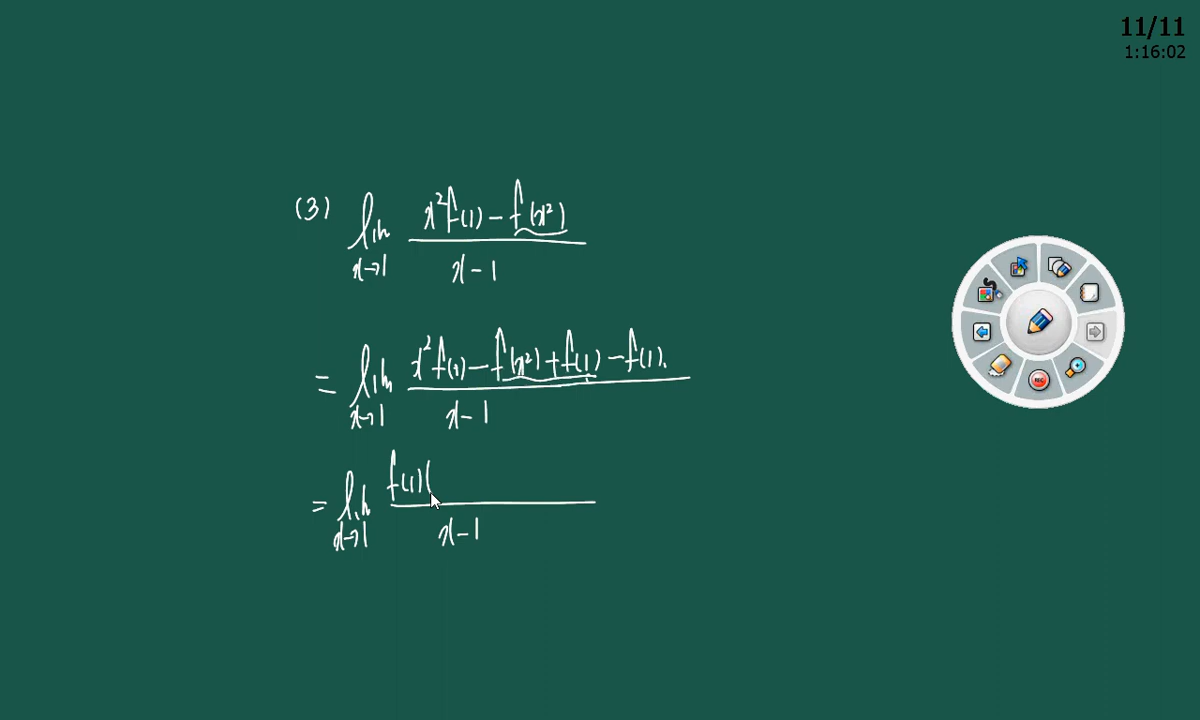 11/11
1:16:02
(3) lim x→1 x²f(1)-f(x²) / x-1
= lim x→1 x²f(1)-f(x²)+f(1)-f(1). / x-1
= lim x→1 f(1)( / x-1
REC